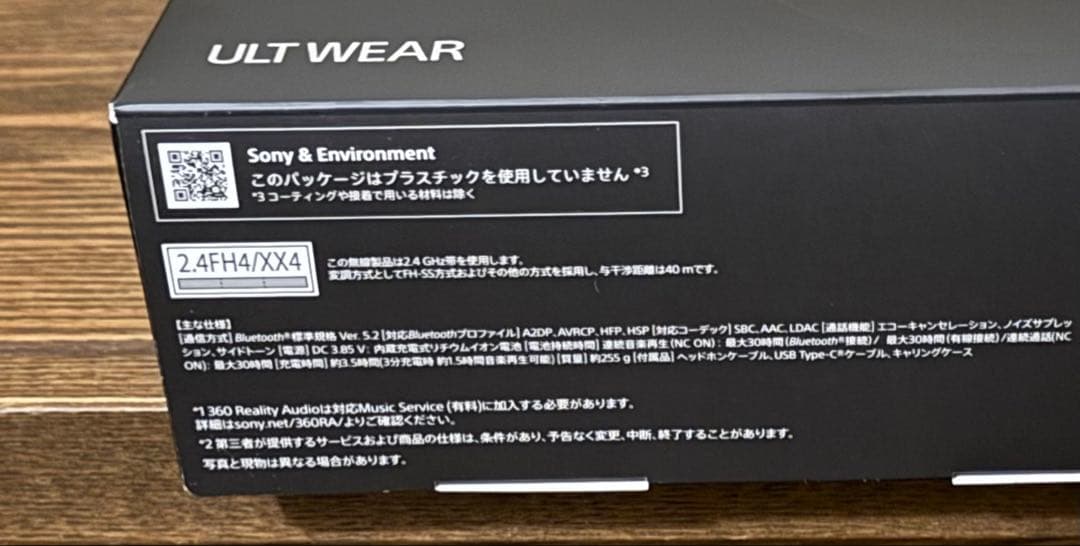 ULT WEAR
Sony & Environment
このパッケージはプラスチックを使用していません *3
*3 コーティングや接着で用いる材料は除く
2.4FH4/XX4
この無線製品は2.4 GHz帯を使用します。
変調方式としてFH-SS方式およびその他の方式を採用し、与干渉距離は40 mです。
【主な仕様】
[通信方式] Bluetooth®標準規格 Ver. 5.2 [対応Bluetoothプロファイル] A2DP、AVRCP、HFP、HSP [対応コーデック] SBC、AAC、LDAC [通話機能] エコーキャンセレーション、ノイズサプレッ
ション、サイドトーン [電源] DC 3.85 V: 内蔵充電式リチウムイオン電池 [電池持続時間] 連続音楽再生(NC ON): 最大30時間(Bluetooth®接続)/ 最大30時間(有線接続)/連続通話(NC
ON): 最大30時間 [充電時間] 約3.5時間(3分充電時 約1.5時間音楽再生可能) [質量] 約255 g [付属品] ヘッドホンケーブル、USB Type-C®ケーブル、キャリングケース
*1 360 Reality Audioは対応Music Service (有料)に加入する必要があります。
詳細はsony.net/360RA/よりご確認ください。
*2 第三者が提供するサービスおよび商品の仕様は、条件があり、予告なく変更、中断、終了することがあります。
写真と現物は異なる場合があります。